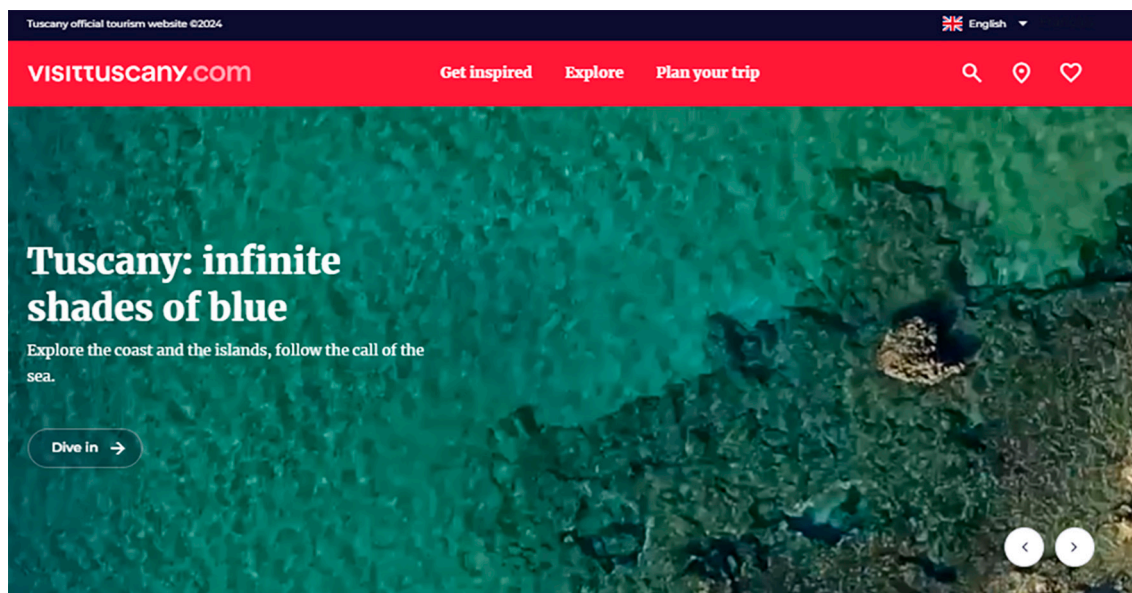 Tuscany official tourism website ©2024
English
VISITTUSCANY.COM
Get inspired
Explore
Plan your trip
Tuscany: infinite
shades of blue
Explore the coast and the islands, follow the call of the
sea.
Dive in